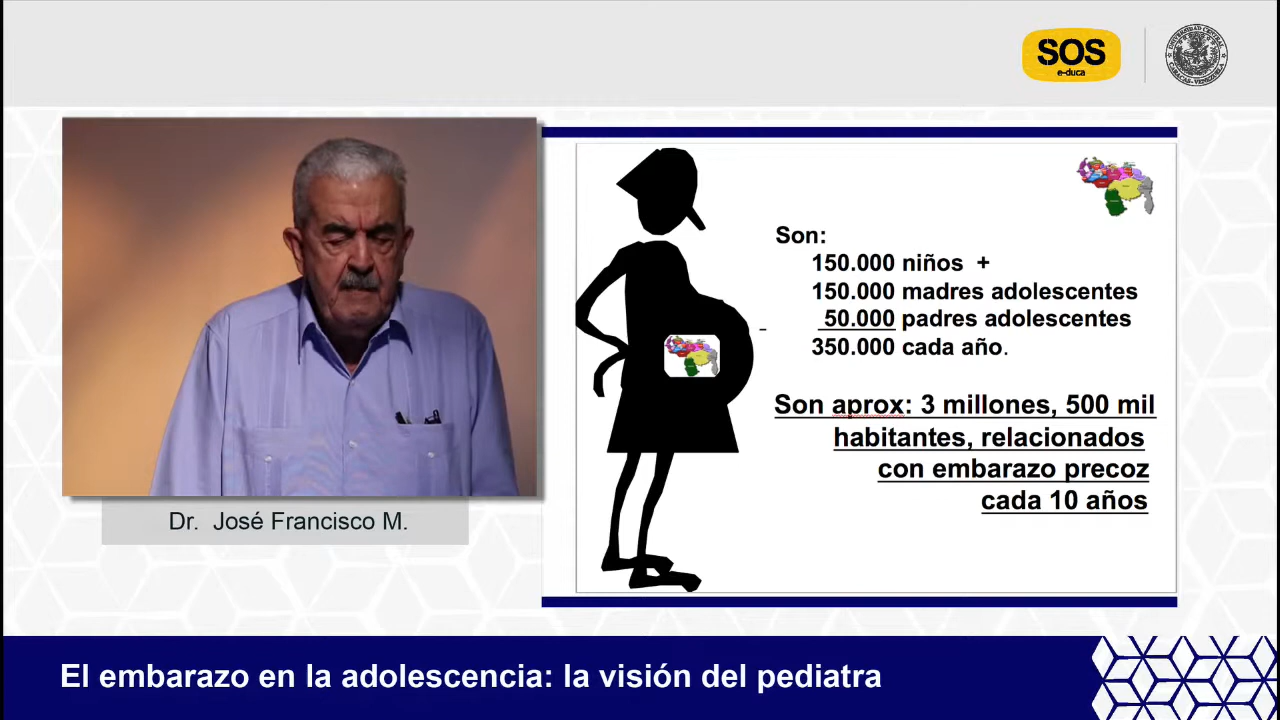 SOS
e-duca
Son:
150.000 niños +
150.000 madres adolescentes
50.000 padres adolescentes
350.000 cada año.
Son aprox: 3 millones, 500 mil
habitantes, relacionados
con embarazo precoz
cada 10 años
Dr. José Francisco M.
El embarazo en la adolescencia: la visión del pediatra